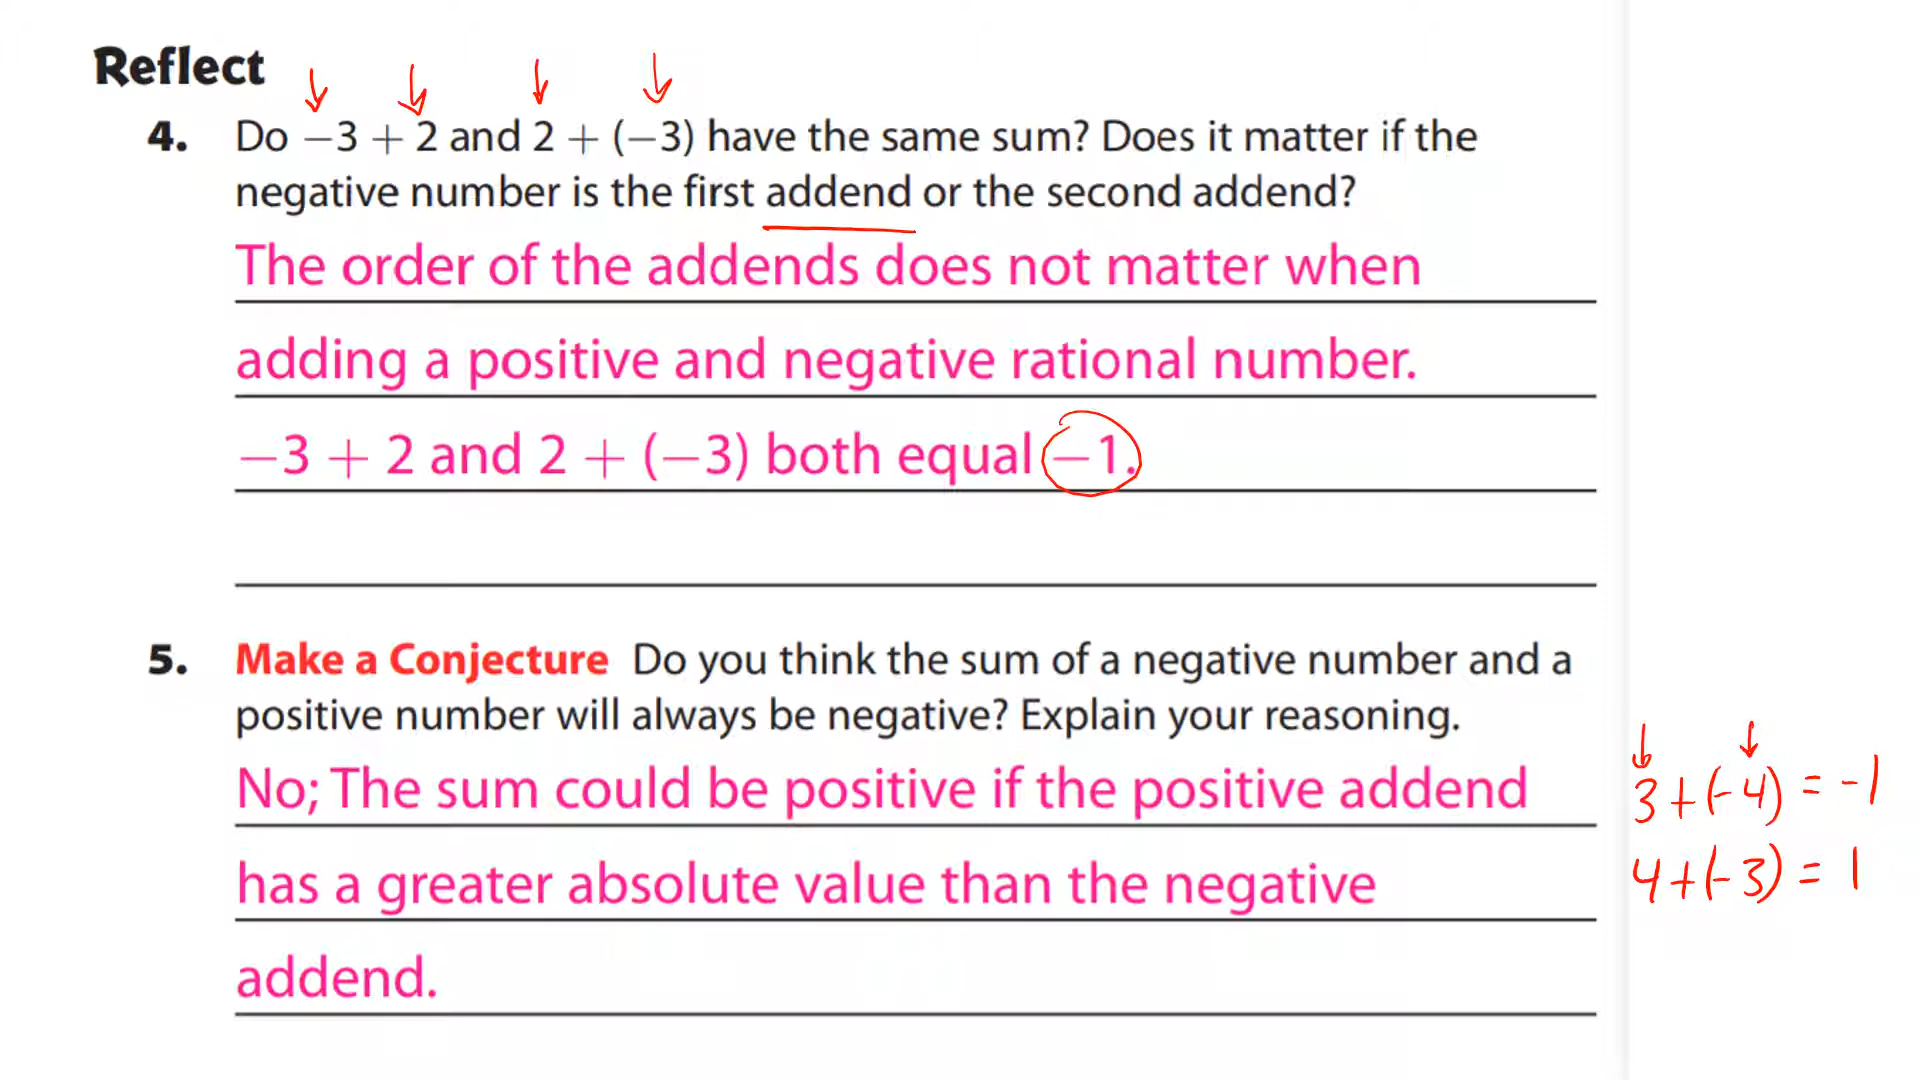 Reflect
4. Do −3 + 2 and 2 + (−3) have the same sum? Does it matter if the
negative number is the first addend or the second addend?
The order of the addends does not matter when
adding a positive and negative rational number.
−3 + 2 and 2 + (−3) both equal −1.
5. Make a Conjecture Do you think the sum of a negative number and a
positive number will always be negative? Explain your reasoning.
No; The sum could be positive if the positive addend
has a greater absolute value than the negative
addend.
3 + (-4) = -1
4 + (-3) = 1